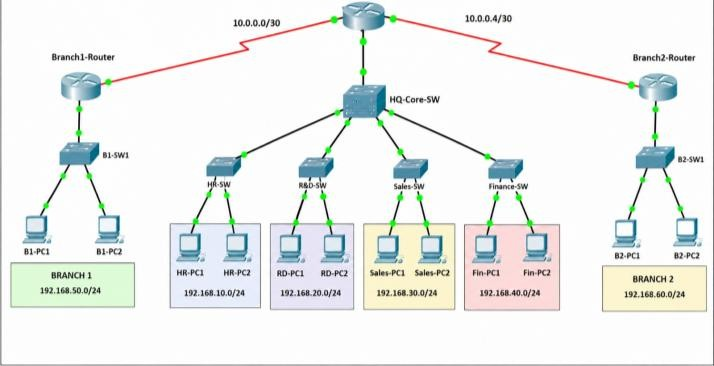 10.0.0.0/30
10.0.0.4/30
Branch1-Router
Branch2-Router
HQ-Core-SW
B1-SW1
HR-SW
R&D-SW
Sales-SW
Finance-SW
B2-SW1
B1-PC1
B1-PC2
HR-PC1
HR-PC2
RD-PC1
RD-PC2
Sales-PC1
Sales-PC2
Fin-PC1
Fin-PC2
B2-PC1
B2-PC2
BRANCH 1
192.168.50.0/24
192.168.10.0/24
192.168.20.0/24
192.168.30.0/24
192.168.40.0/24
BRANCH 2
192.168.60.0/24